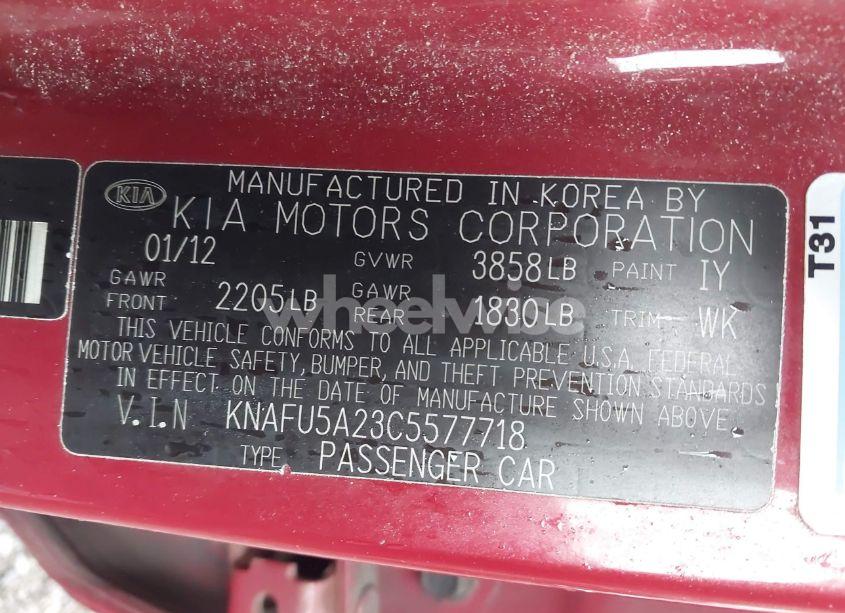 MANUFACTURED IN KOREA BY
KIA KIA MOTORS CORPORATION
01/12 GVWR 3858LB PAINT IY
GAWR FRONT 2205LB GAWR REAR 1830LB TRIM WK
THIS VEHICLE CONFORMS TO ALL APPLICABLE U.S.A. FEDERAL
MOTOR VEHICLE SAFETY, BUMPER, AND THEFT PREVENTION STANDARDS
IN EFFECT ON THE DATE OF MANUFACTURE SHOWN ABOVE
V.I.N KNAFU5A23C5577718
TYPE PASSENGER CAR
T31
wheelwise